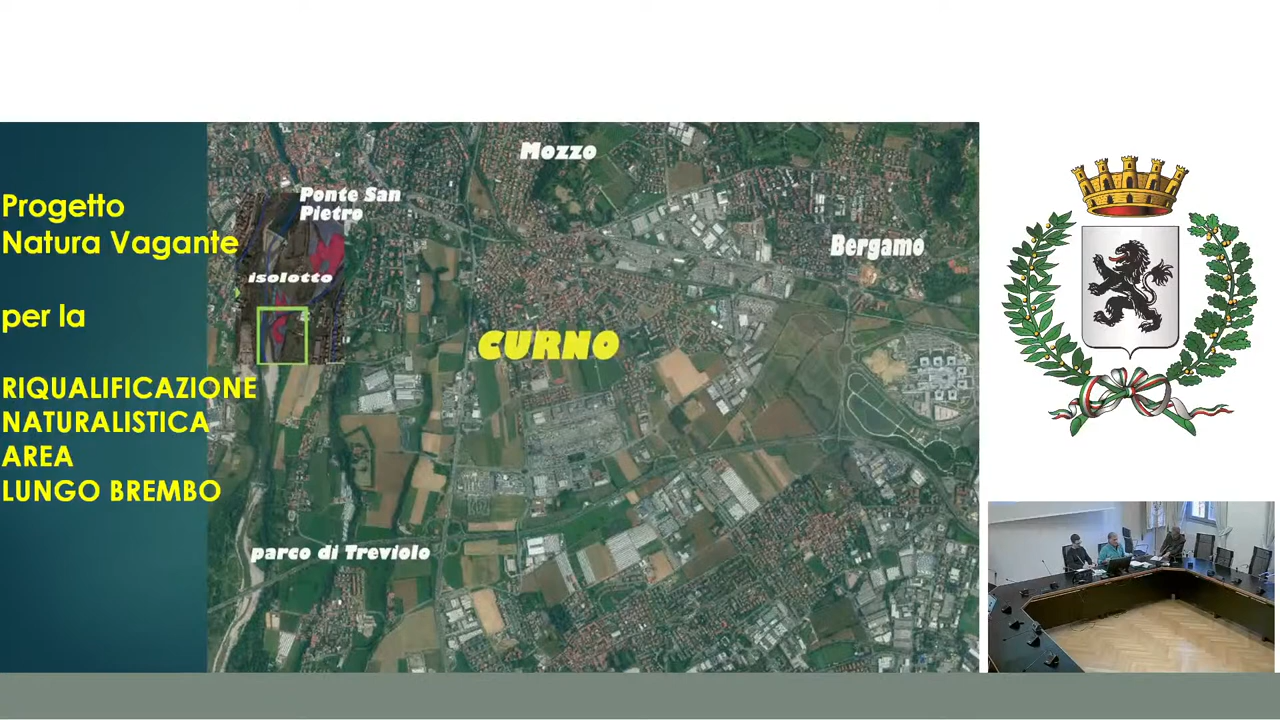 Progetto
Natura Vagante
per la
RIQUALIFICAZIONE
NATURALISTICA
AREA
LUNGO BREMBO
Mozzo
Ponte San
Pietro
Bergamo
isolotto
CURNO
parco di Treviolo